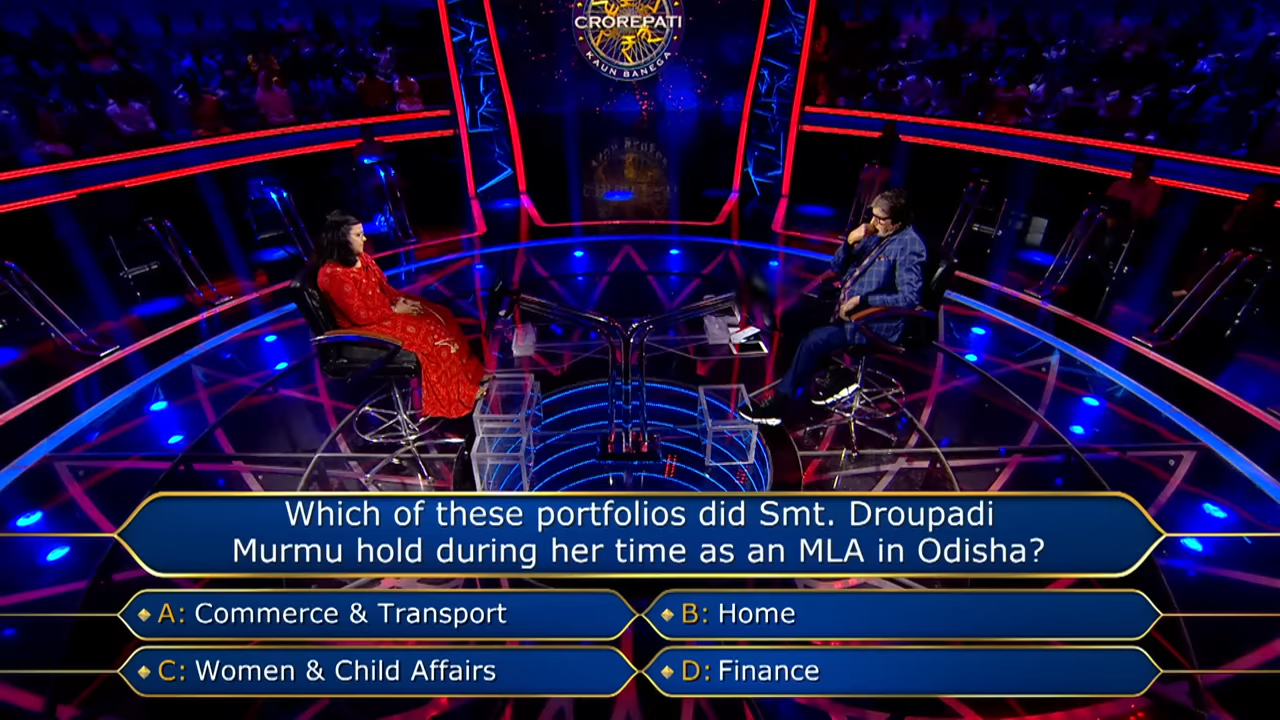 CROREPATI
KAUN BANEGA
Which of these portfolios did Smt. Droupadi
Murmu hold during her time as an MLA in Odisha?
A: Commerce & Transport
B: Home
C: Women & Child Affairs
D: Finance